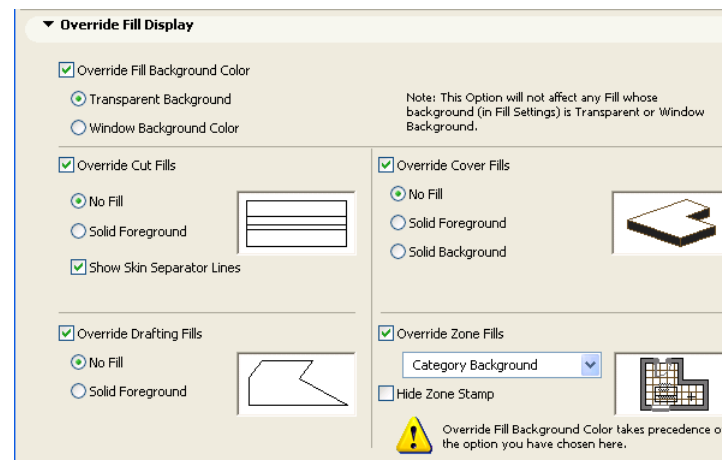 Override Fill Display
Override Fill Background Color
Transparent Background
Window Background Color
Note: This Option will not affect any Fill whose
background (in Fill Settings) is Transparent or Window
Background.
Override Cut Fills
No Fill
Solid Foreground
Show Skin Separator Lines
Override Cover Fills
No Fill
Solid Foreground
Solid Background
Override Drafting Fills
No Fill
Solid Foreground
Override Zone Fills
Category Background
Hide Zone Stamp
Override Fill Background Color takes precedence o
the option you have chosen here.